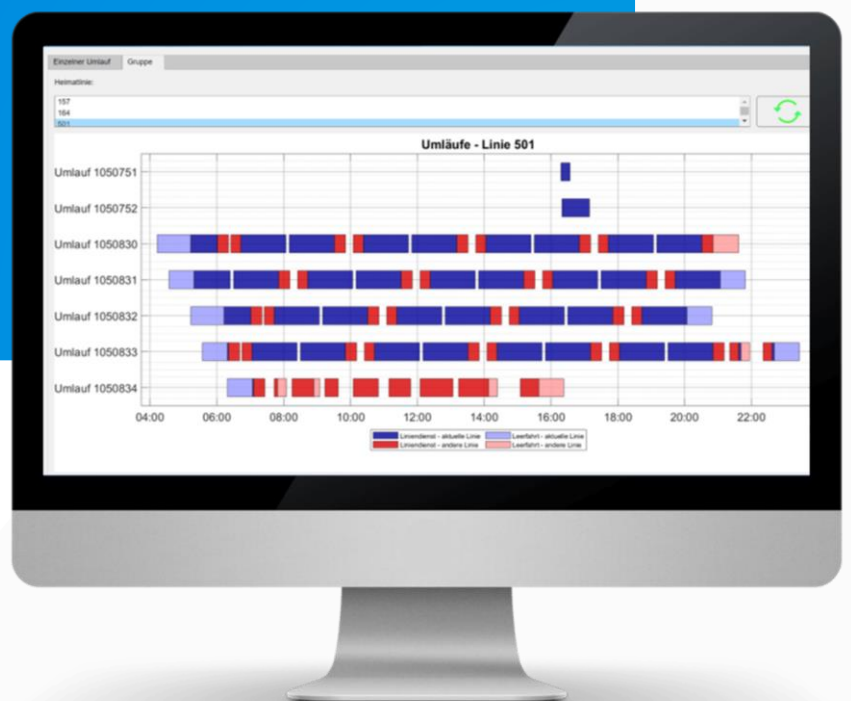 Einzelner Umlauf Gruppe
Heimatlinie:
157
164
501
Umläufe - Linie 501
Umlauf 1050751
Umlauf 1050752
Umlauf 1050830
Umlauf 1050831
Umlauf 1050832
Umlauf 1050833
Umlauf 1050834
04:00 06:00 08:00 10:00 12:00 14:00 16:00 18:00 20:00 22:00
Liniendienst - aktuelle Linie Leerfahrt - aktuelle Linie
Liniendienst - andere Linie Leerfahrt - andere Linie